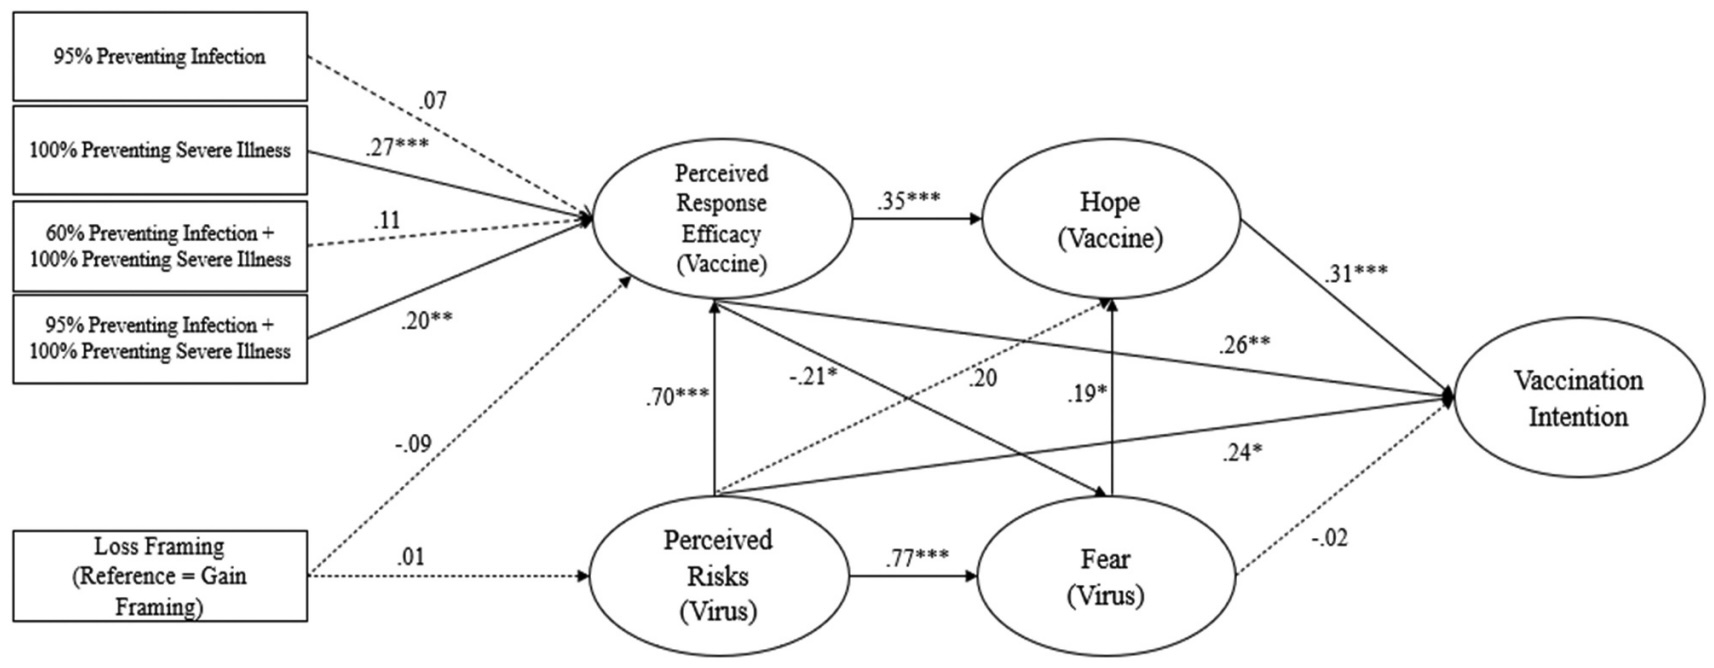 95% Preventing Infection
.07
100% Preventing Severe Illness
.27***
60% Preventing Infection +
100% Preventing Severe Illness
.11
95% Preventing Infection +
100% Preventing Severe Illness
.20**
Perceived
Response
Efficacy
(Vaccine)
.35***
Hope
(Vaccine)
.31***
.26**
-.21*
.20
.70***
.19*
Vaccination
Intention
-.09
.24*
Loss Framing
(Reference = Gain
Framing)
.01
Perceived
Risks
(Virus)
.77***
Fear
(Virus)
-.02